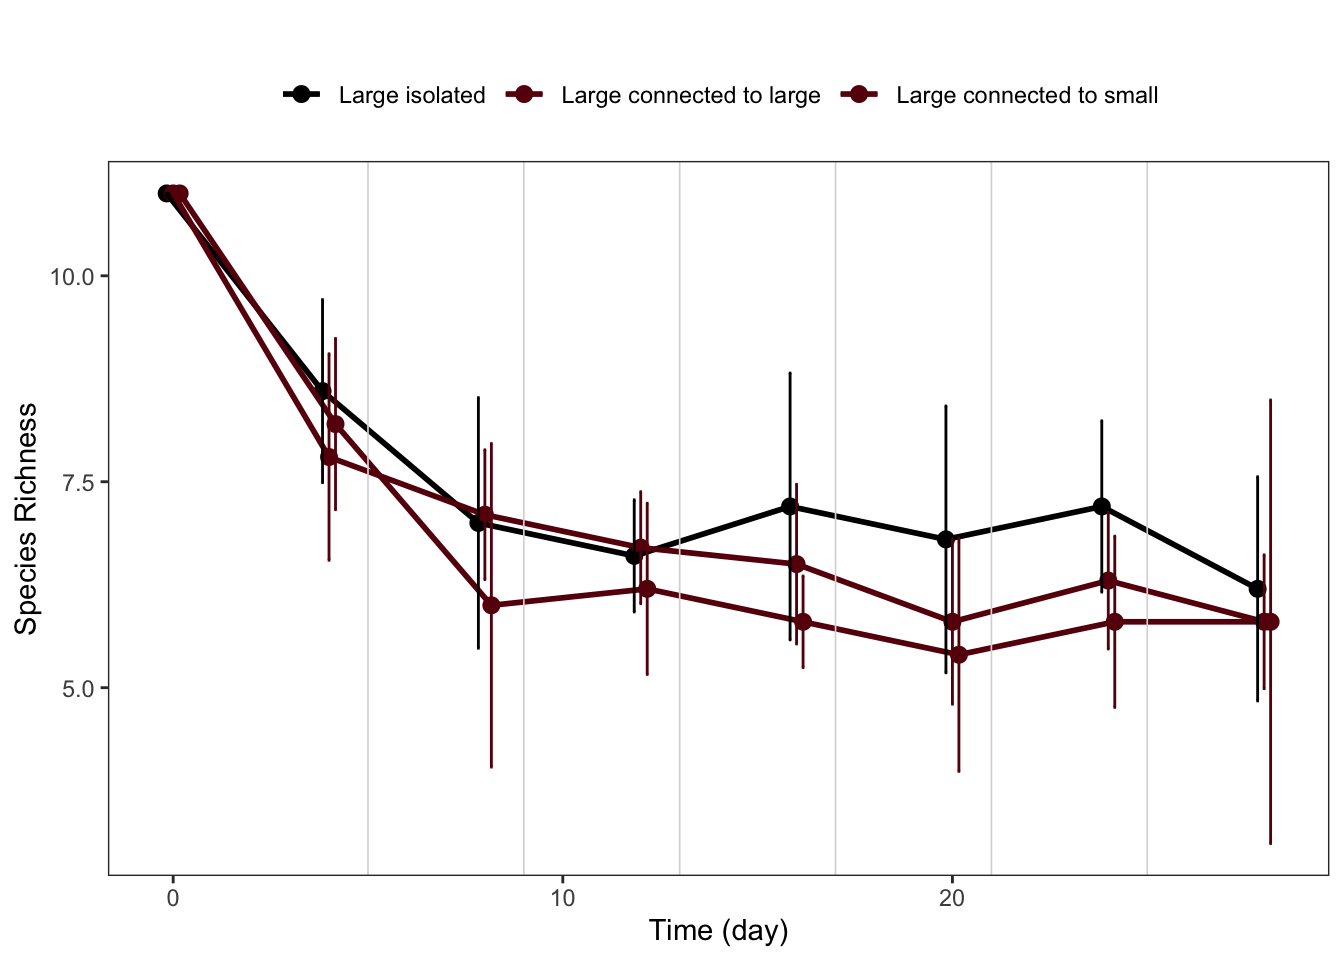 Large isolated Large connected to large Large connected to small
Species Richness
10.0
7.5
5.0
0 10 20
Time (day)